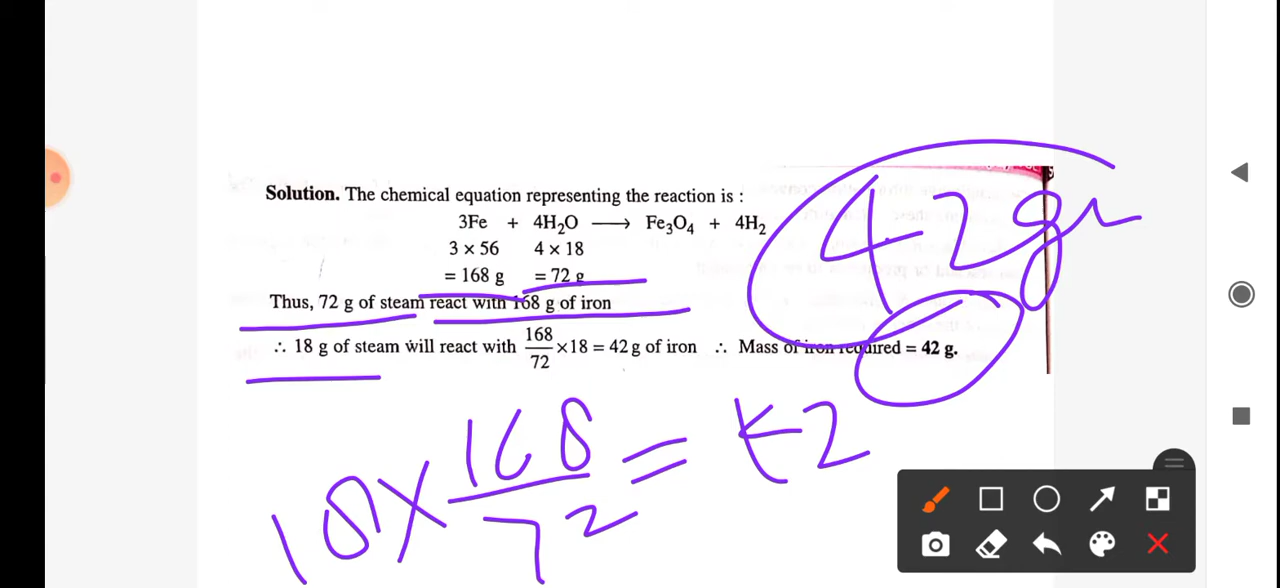 Solution. The chemical equation representing the reaction is :
3Fe + 4H₂O ⟶ Fe₃O₄ + 4H₂
3 × 56 4 × 18
= 168 g = 72 g
Thus, 72 g of steam react with 168 g of iron
∴ 18 g of steam will react with 168/72 × 18 = 42 g of iron ∴ Mass of iron required = 42 g.
42gr
18 × 168/72 = 42